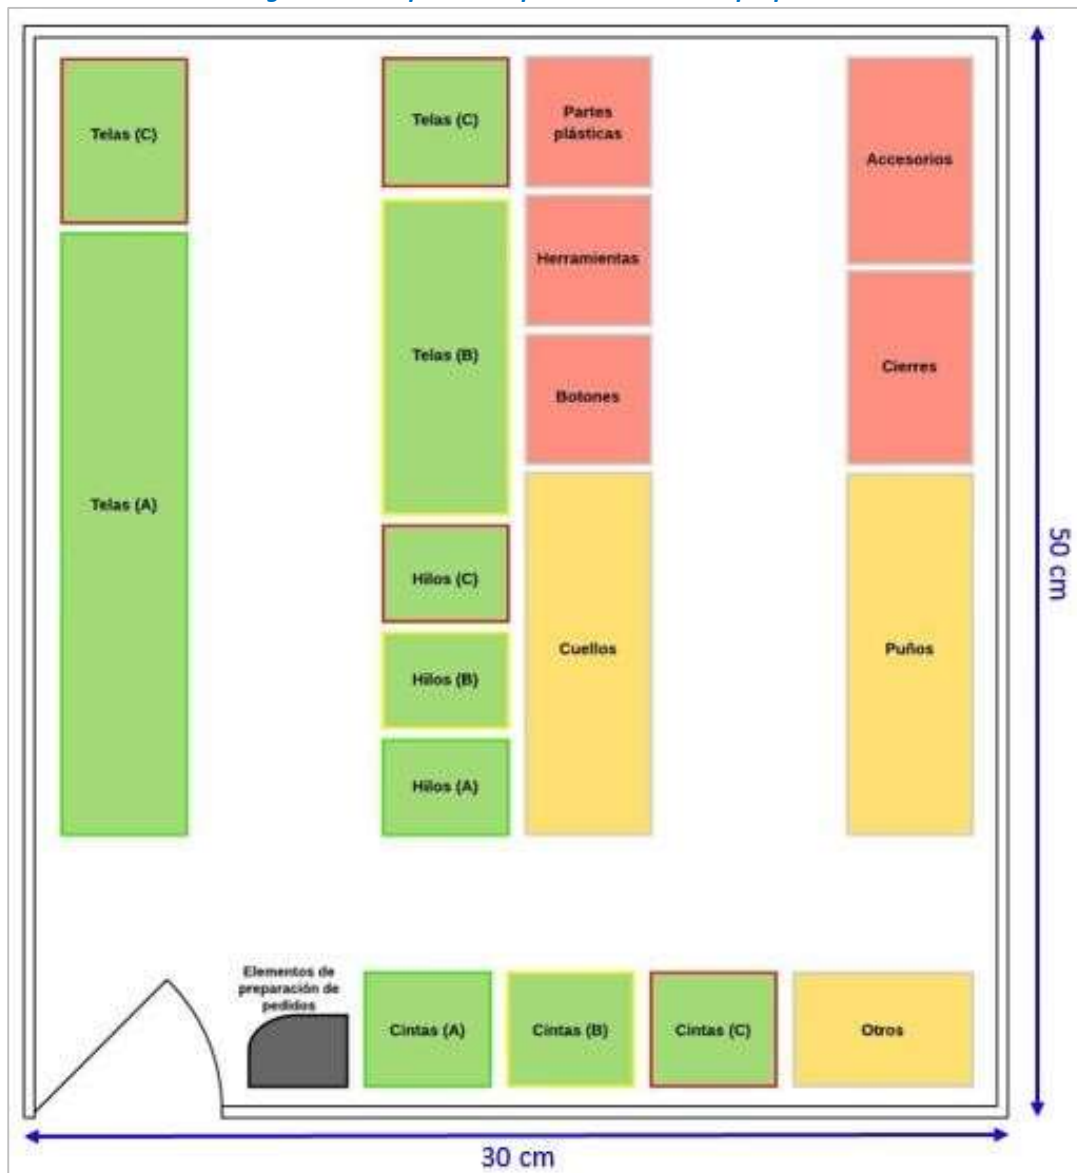 Telas (C)
Telas (C)
Partes
plásticas
Accesorios
Herramientas
Telas (B)
Cierres
Botones
Telas (A)
50 cm
Hilos (C)
Cuellos
Puños
Hilos (B)
Hilos (A)
Elementos de
preparación de
pedidos
Cintas (A)
Cintas (B)
Cintas (C)
Otros
30 cm